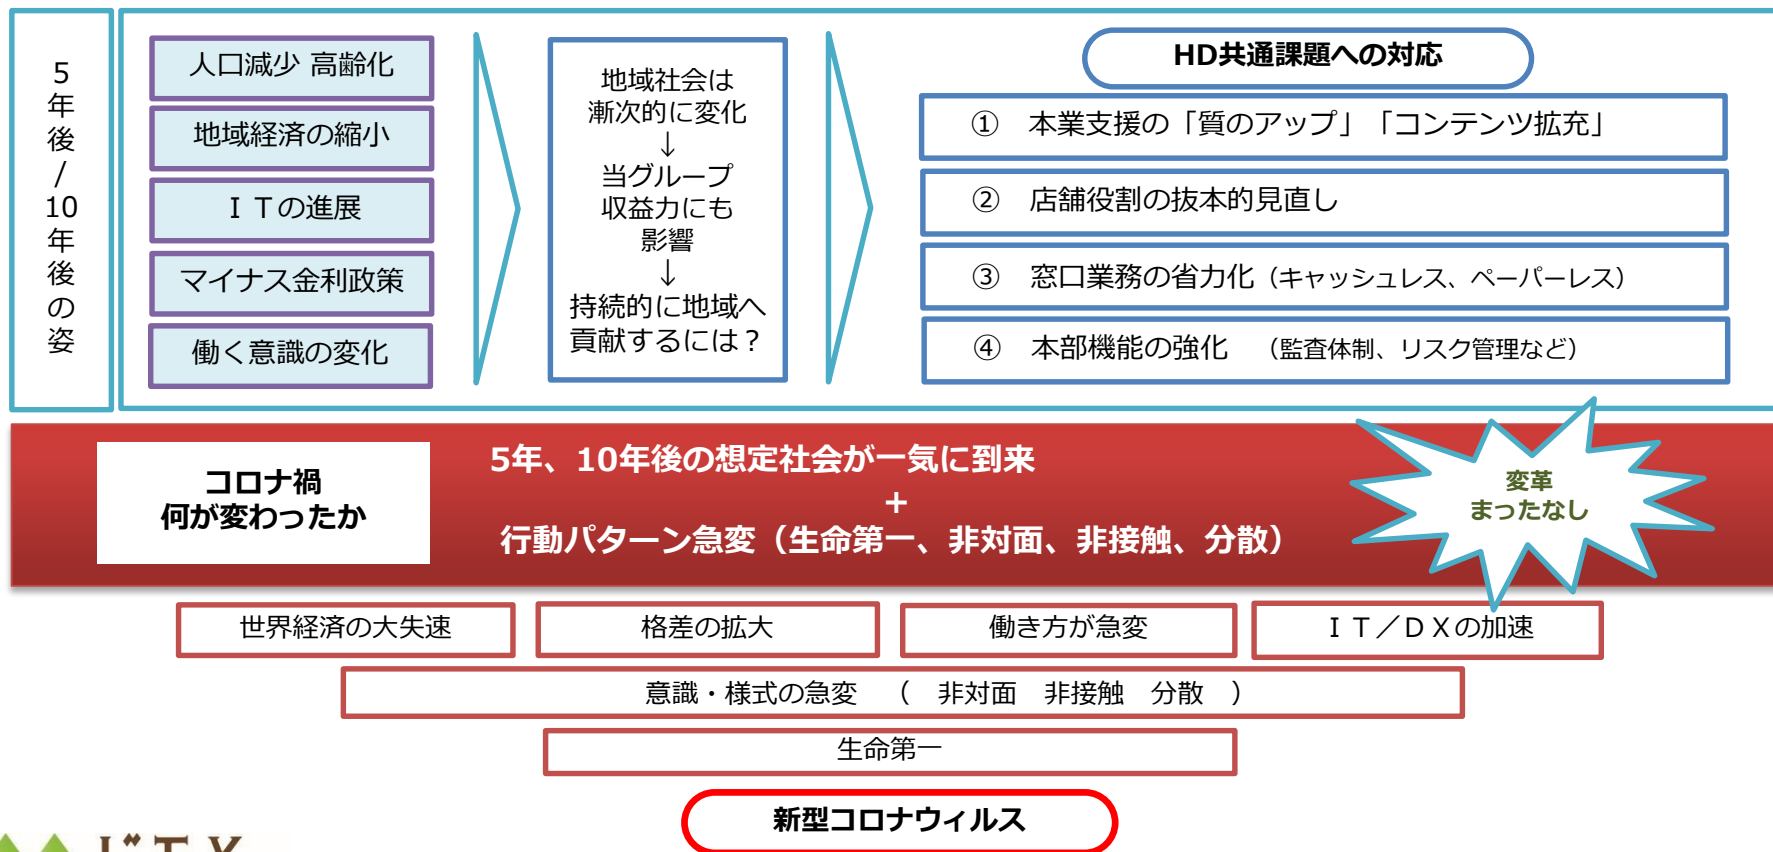 5年後/10年後の姿
人口減少 高齢化
地域経済の縮小
ＩＴの進展
マイナス金利政策
働く意識の変化
地域社会は
漸次的に変化
↓
当グループ
収益力にも
影響
↓
持続的に地域へ
貢献するには？
HD共通課題への対応
① 本業支援の「質のアップ」「コンテンツ拡充」
② 店舗役割の抜本的見直し
③ 窓口業務の省力化（キャッシュレス、ペーパーレス）
④ 本部機能の強化　（監査体制、リスク管理など）
コロナ禍
何が変わったか
5年、10年後の想定社会が一気に到来
＋
行動パターン急変（生命第一、非対面、非接触、分散）
変革
まったなし
世界経済の大失速
格差の拡大
働き方が急変
ＩＴ／ＤＸの加速
意識・様式の急変　（　非対面　非接触　分散　）
生命第一
新型コロナウィルス